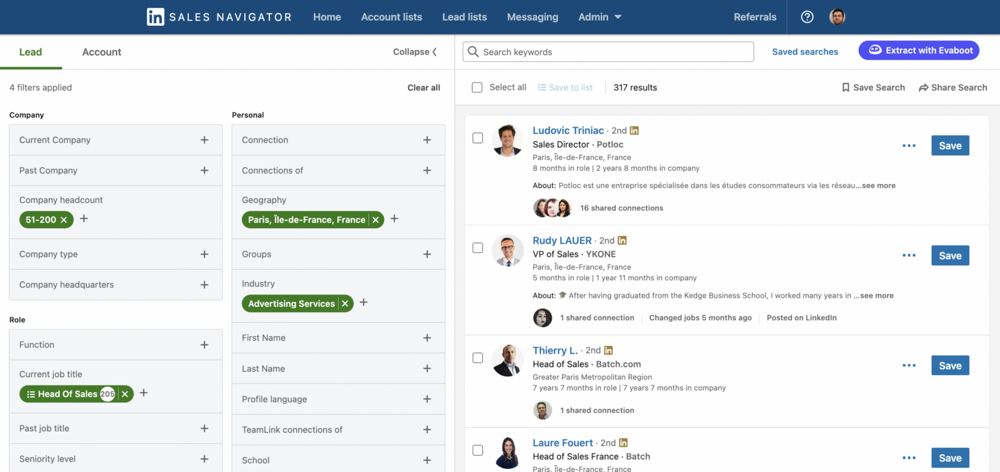 in SALES NAVIGATOR Home Account lists Lead lists Messaging Admin Referrals
Lead Account Collapse
4 filters applied Clear all
Company
Current Company
Past Company
Company headcount
51-200
Company type
Company headquarters
Role
Function
Current job title
Head Of Sales 205
Past job title
Seniority level
Personal
Connection
Connections of
Geography
Paris, Île-de-France, France
Groups
Industry
Advertising Services
First Name
Last Name
Profile language
TeamLink connections of
School
Search keywords Saved searches Extract with Evaboot
Select all Save to list 317 results Save Search Share Search
Ludovic Triniac · 2nd in
Sales Director · Potloc
Paris, Île-de-France, France
8 months in role | 2 years 8 months in company
About: Potloc est une entreprise spécialisée dans les études consommateurs via les réseau...see more
16 shared connections
Save
Rudy LAUER · 2nd in
VP of Sales · YKONE
Paris, Île-de-France, France
5 months in role | 1 year 11 months in company
About: 🎓 After having graduated from the Kedge Business School, I worked many years in ...see more
1 shared connection Changed jobs 5 months ago Posted on LinkedIn
Save
Thierry L. · 2nd in
Head of Sales · Batch.com
Greater Paris Metropolitan Region
7 years 7 months in role | 7 years 7 months in company
1 shared connection
Save
Laure Fouert · 2nd in
Head of Sales France · Batch
Paris, Île-de-France, France
Save